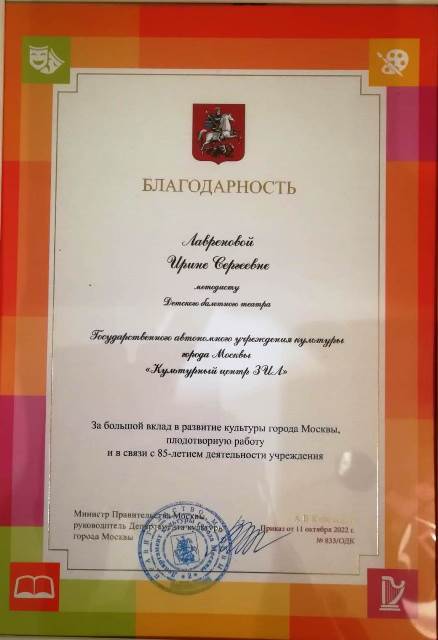 БЛАГОДАРНОСТЬ
Лавреновой
Ирине Сергеевне
методисту
Детского балетного театра
Государственного автономного учреждения культуры
города Москвы
«Культурный центр ЗИЛ»
За большой вклад в развитие культуры города Москвы,
плодотворную работу
и в связи с 85-летием деятельности учреждения
Министр Правительства Москвы,
руководитель Департамента культуры
города Москвы
А.В.
Приказ от 11 октября 2022 г.
№ 833/ОДК